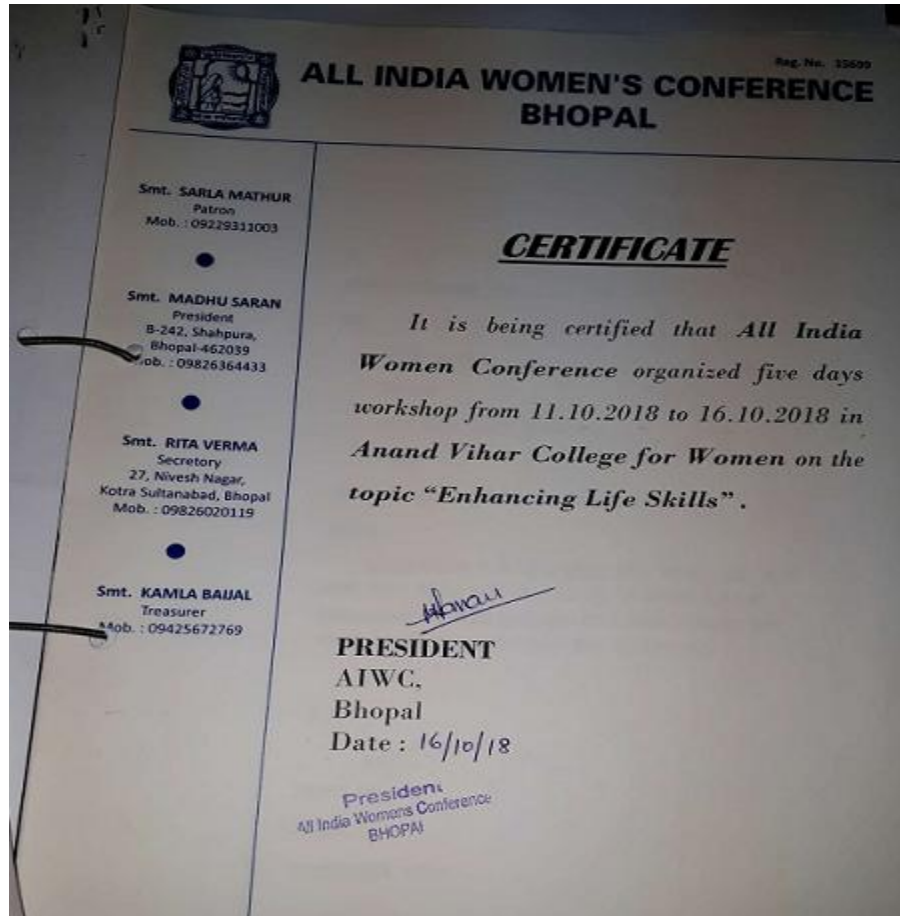 Reg. No. 15699
ALL INDIA WOMEN'S CONFERENCE
BHOPAL
Smt. SARLA MATHUR
Patron
Mob. : 09229311003
Smt. MADHU SARAN
President
B-242, Shahpura,
Bhopal-462039
Mob. : 09826364433
Smt. RITA VERMA
Secretory
27, Nivesh Nagar,
Kotra Sultanabad, Bhopal
Mob. : 09826020119
Smt. KAMLA BAIJAL
Treasurer
Mob. : 09425672769
CERTIFICATE
It is being certified that All India
Women Conference organized five days
workshop from 11.10.2018 to 16.10.2018 in
Anand Vihar College for Women on the
topic “Enhancing Life Skills”.
PRESIDENT
AIWC,
Bhopal
Date : 16/10/18
President
All India Womens Conference
BHOPAL